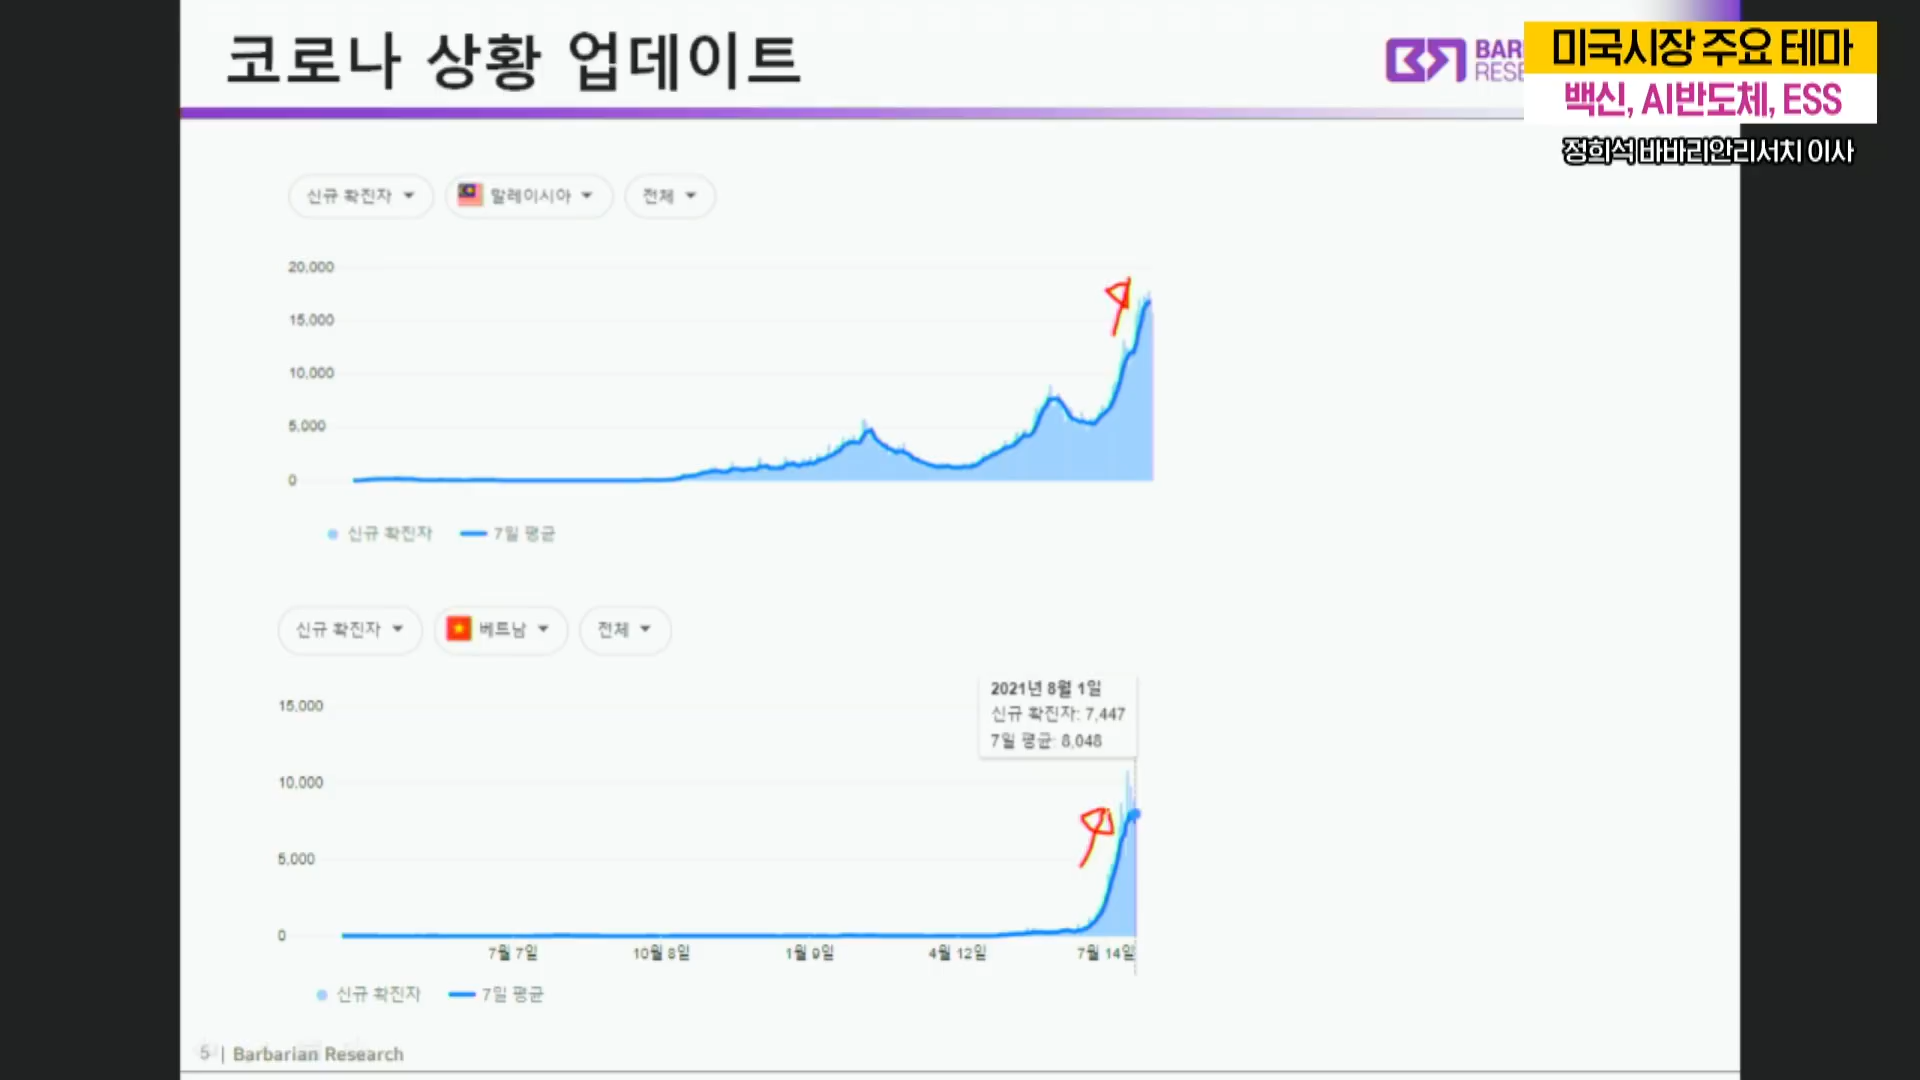 코로나 상황 업데이트
미국시장 주요 테마
백신, AI반도체, ESS
정희석 바바리안리서치 이사
신규 확진자
말레이시아
전체
20,000
15,000
10,000
5,000
0
신규 확진자
7일 평균
신규 확진자
베트남
전체
2021년 8월 1일
신규 확진자: 7,447
7일 평균: 8,048
15,000
10,000
5,000
0
7월 7일
10월 8일
1월 9일
4월 12일
7월 14일
신규 확진자
7일 평균
5 | Barbarian Research